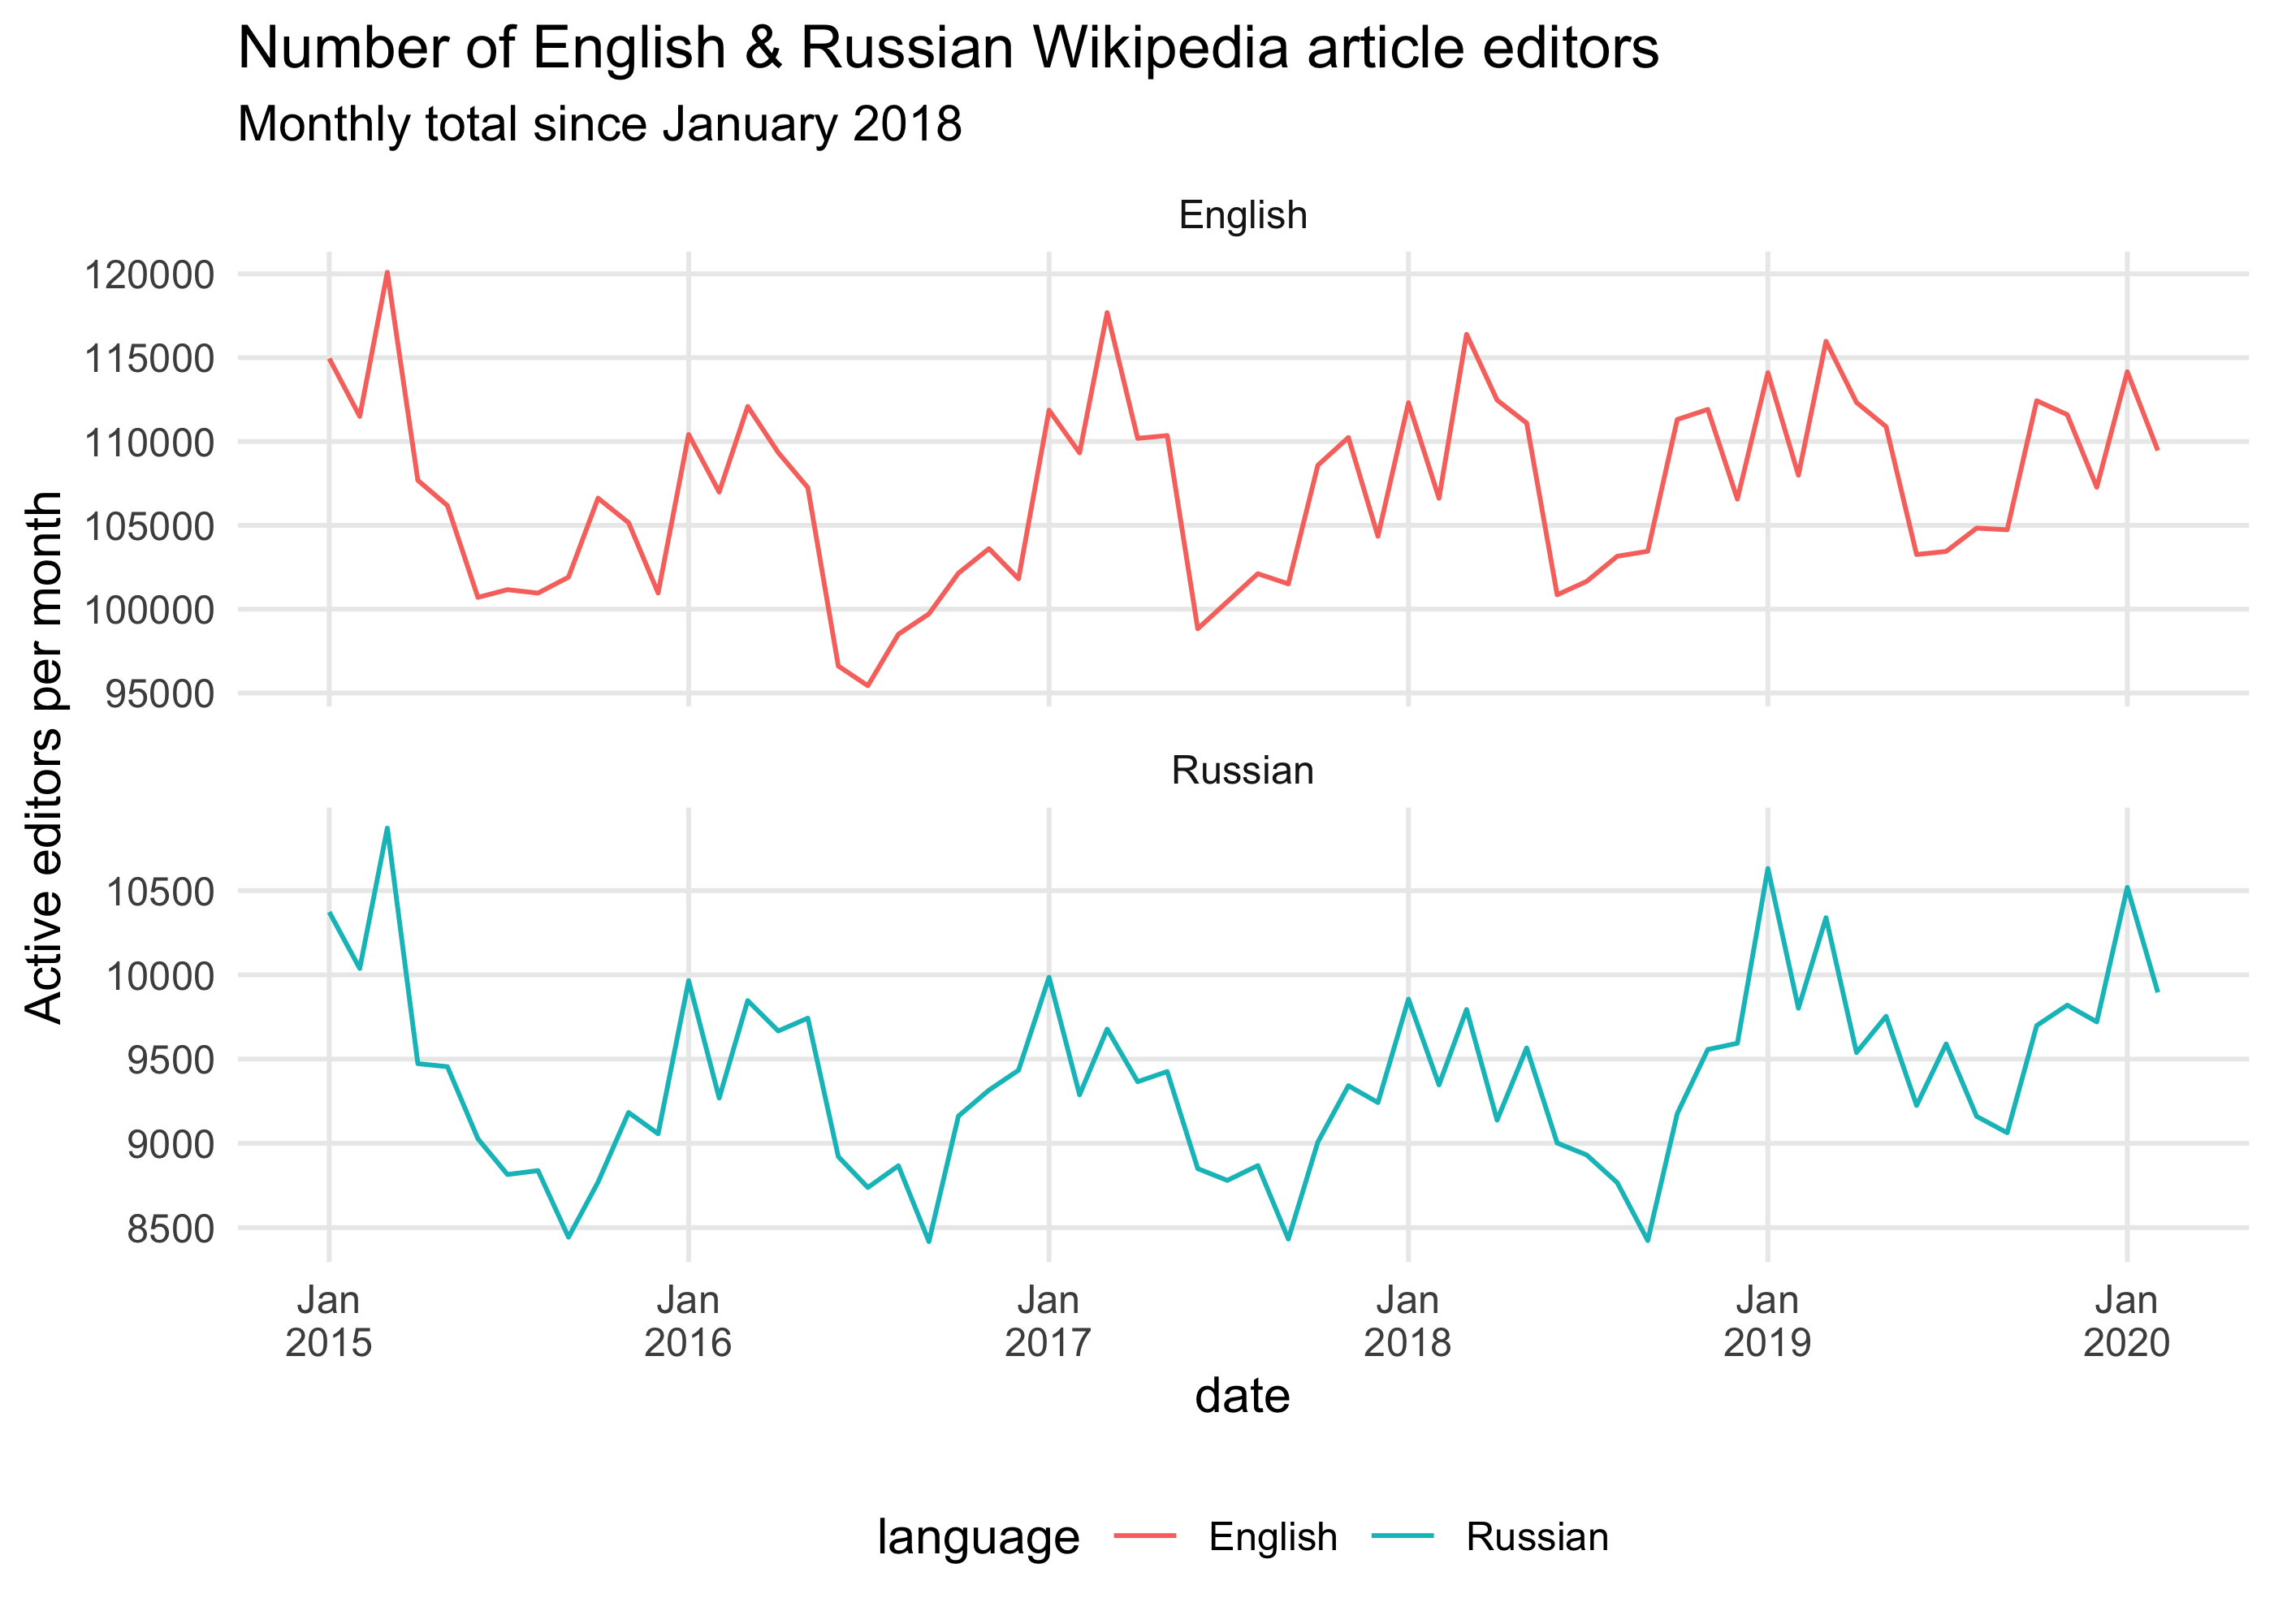 Number of English & Russian Wikipedia article editors
Monthly total since January 2018
Active editors per month
English
120000
115000
110000
105000
100000
95000
Russian
10500
10000
9500
9000
8500
Jan 2015
Jan 2016
Jan 2017
Jan 2018
Jan 2019
Jan 2020
date
language English Russian